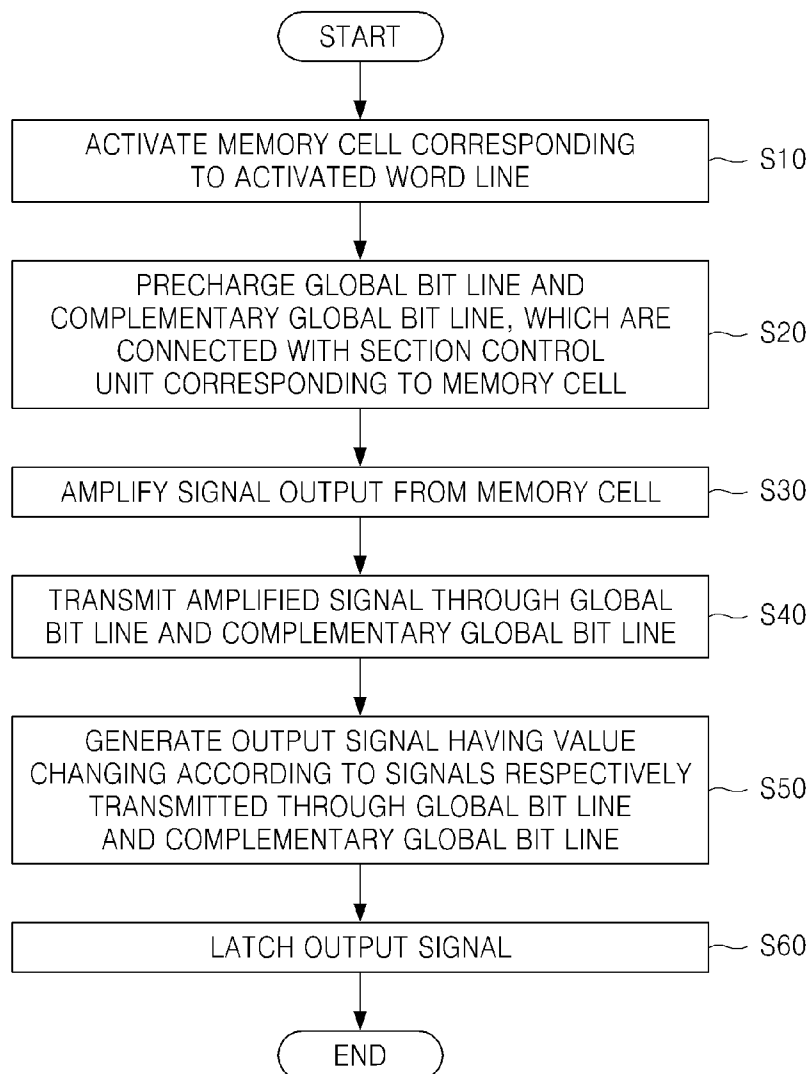 START
ACTIVATE MEMORY CELL CORRESPONDING
TO ACTIVATED WORD LINE
S10
PRECHARGE GLOBAL BIT LINE AND
COMPLEMENTARY GLOBAL BIT LINE, WHICH ARE
CONNECTED WITH SECTION CONTROL
UNIT CORRESPONDING TO MEMORY CELL
S20
AMPLIFY SIGNAL OUTPUT FROM MEMORY CELL
S30
TRANSMIT AMPLIFIED SIGNAL THROUGH GLOBAL
BIT LINE AND COMPLEMENTARY GLOBAL BIT LINE
S40
GENERATE OUTPUT SIGNAL HAVING VALUE
CHANGING ACCORDING TO SIGNALS RESPECTIVELY
TRANSMITTED THROUGH GLOBAL BIT LINE
AND COMPLEMENTARY GLOBAL BIT LINE
S50
LATCH OUTPUT SIGNAL
S60
END